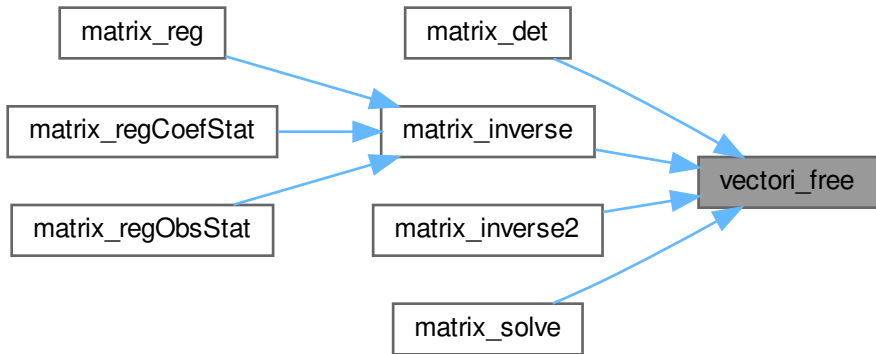 matrix_reg
matrix_det
matrix_regCoefStat
matrix_inverse
vectori_free
matrix_regObsStat
matrix_inverse2
matrix_solve